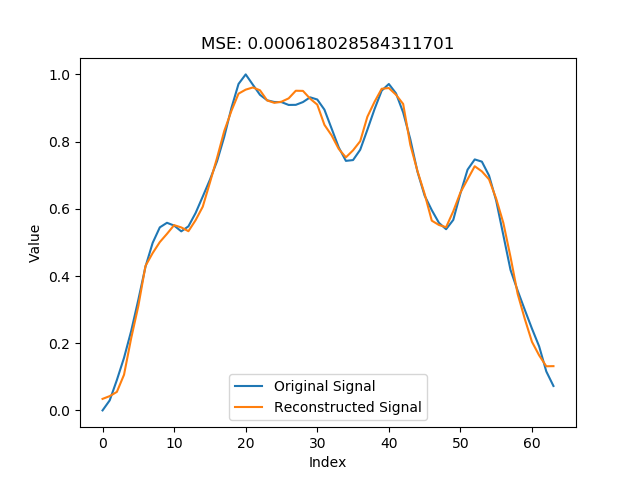 MSE: 0.000618028584311701
1.0
0.8
0.6
0.4
0.2
0.0
Value
Original Signal
Reconstructed Signal
0 10 20 30 40 50 60
Index